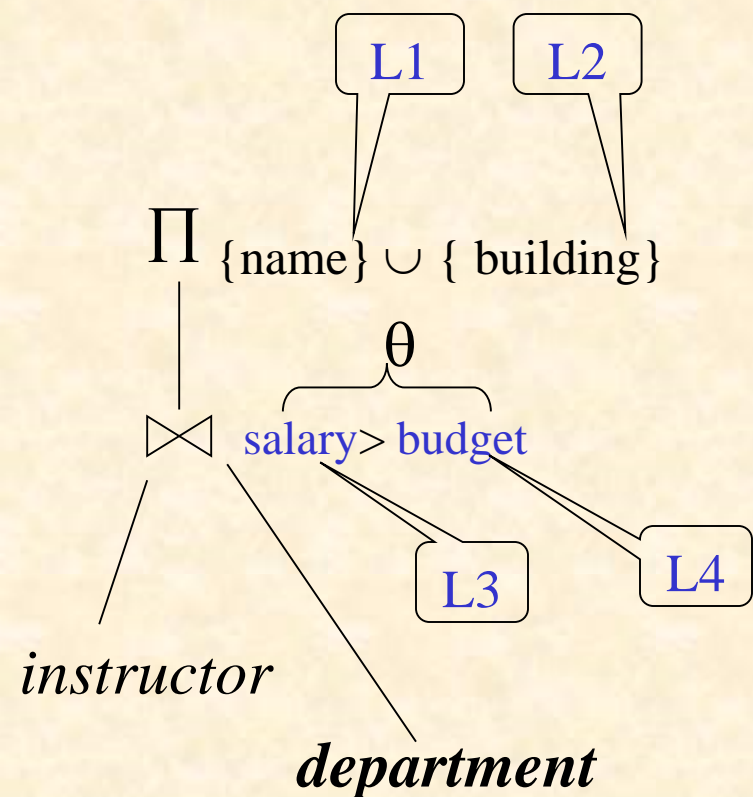 L1 L2
∏ {name} ∪ { building}
θ
⋈ salary> budget
L3 L4
instructor
department